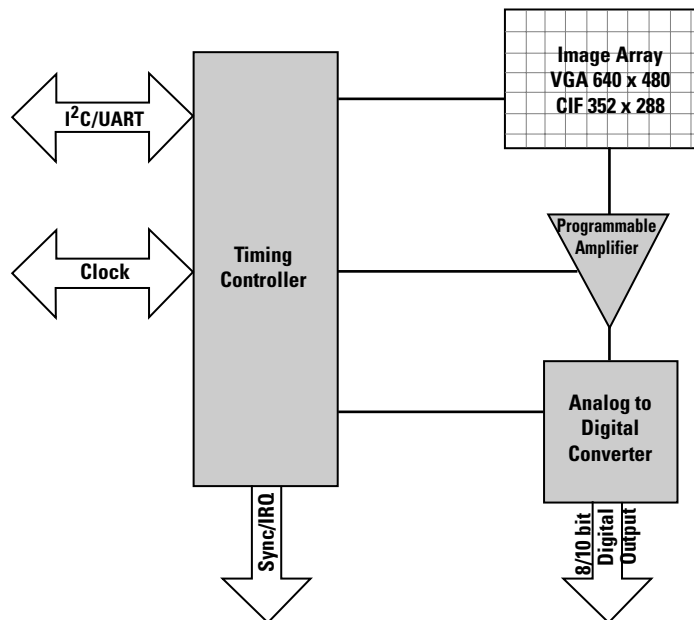 Image Array
VGA 640 x 480
CIF 352 x 288
I²C/UART
Programmable
Amplifier
Timing
Controller
Clock
Analog to
Digital
Converter
Sync/IRQ
8/10 bit
Digital
Output